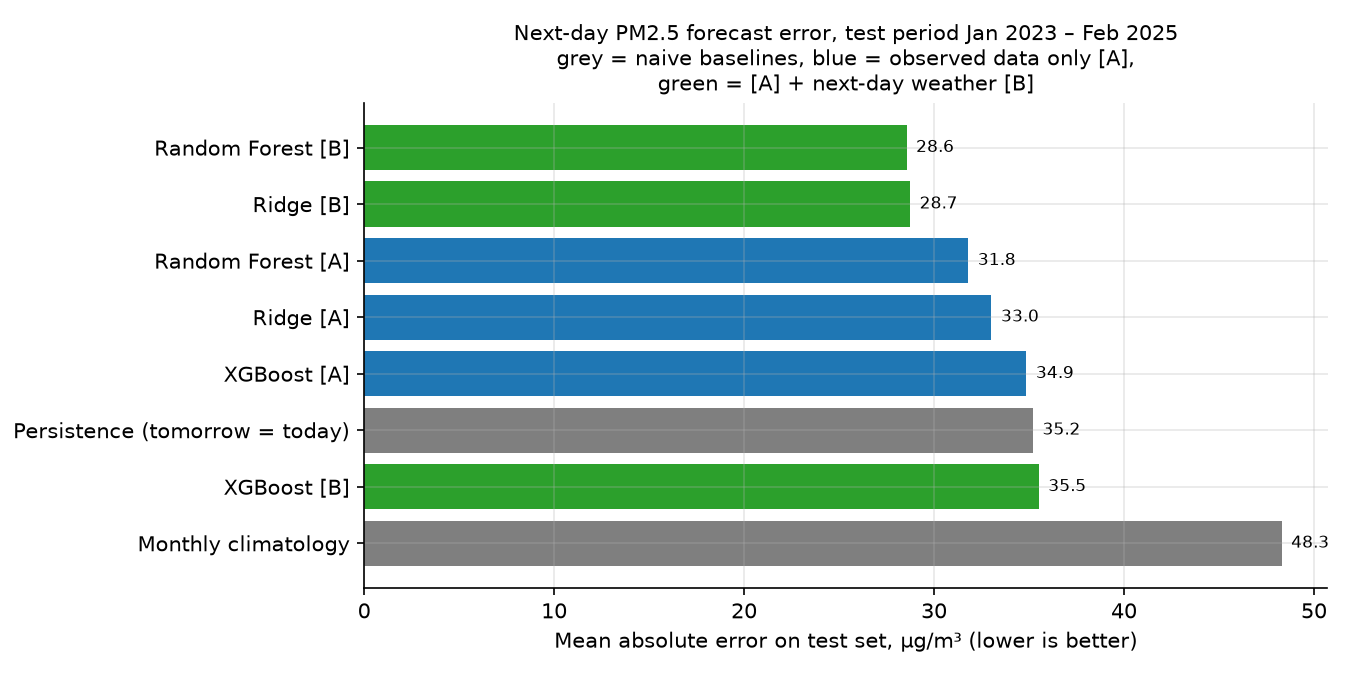 Next-day PM2.5 forecast error, test period Jan 2023 – Feb 2025
grey = naive baselines, blue = observed data only [A],
green = [A] + next-day weather [B]
Random Forest [B] 28.6
Ridge [B] 28.7
Random Forest [A] 31.8
Ridge [A] 33.0
XGBoost [A] 34.9
Persistence (tomorrow = today) 35.2
XGBoost [B] 35.5
Monthly climatology 48.3
0 10 20 30 40 50
Mean absolute error on test set, µg/m³ (lower is better)